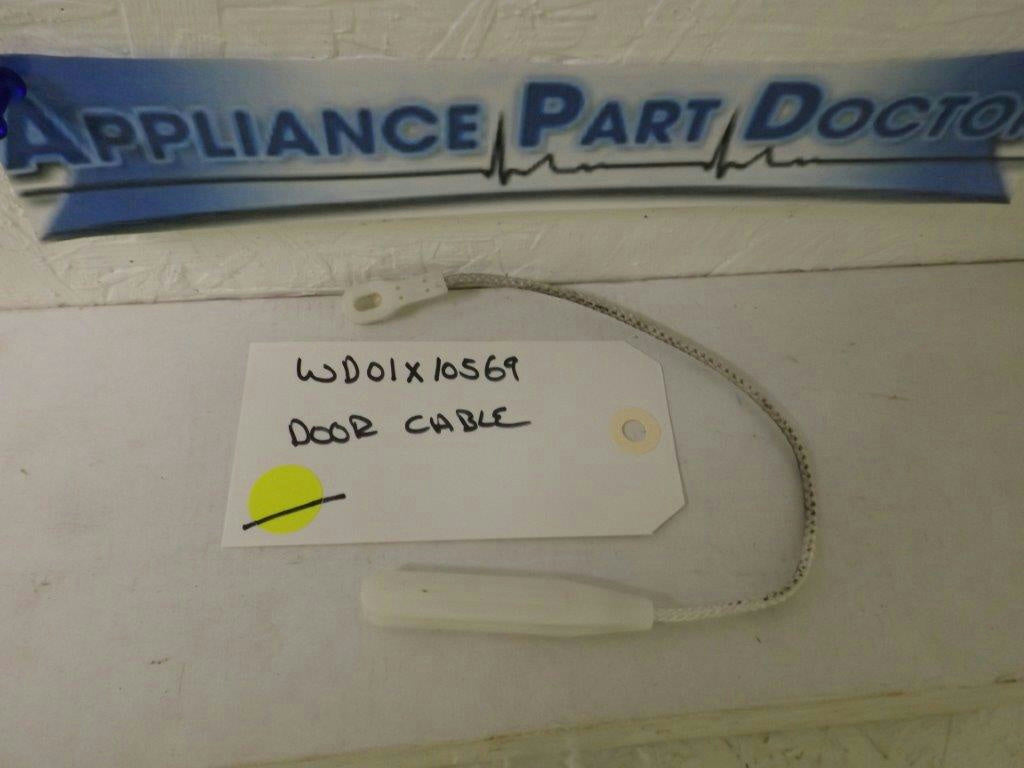 APPLIANCE PART DOCTOR
WD01X10569
DOOR CABLE